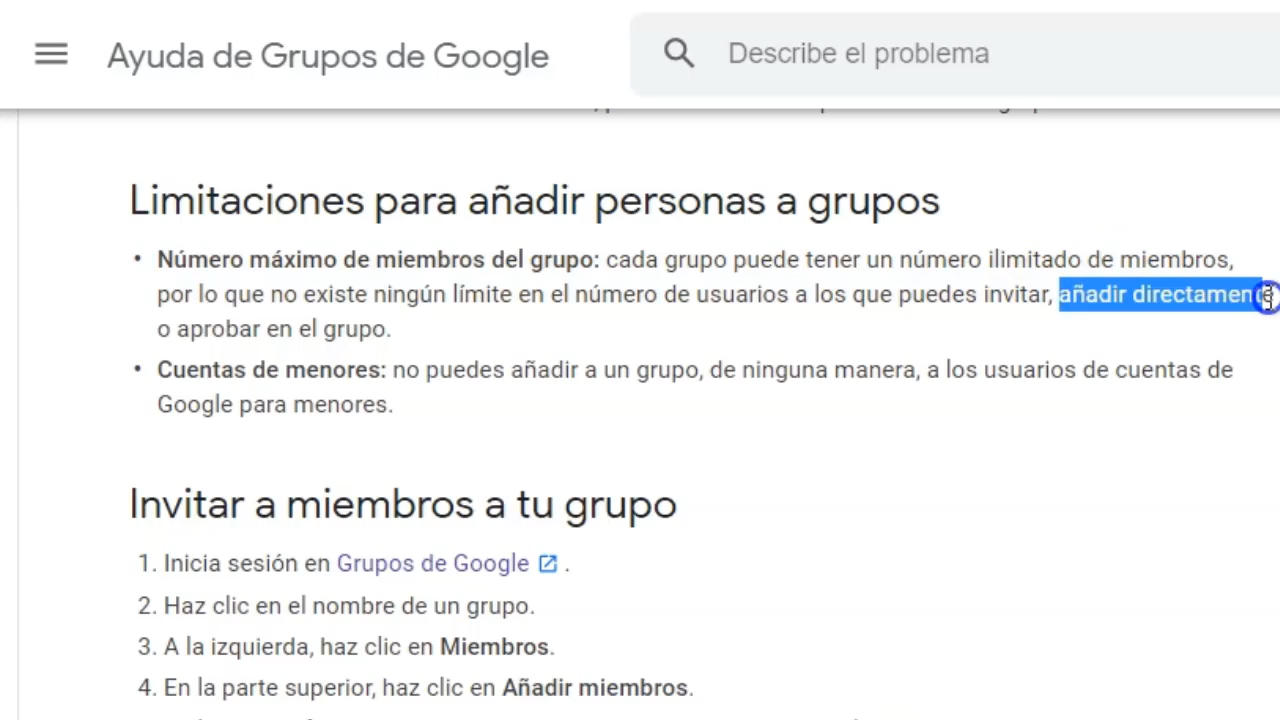 Ayuda de Grupos de Google
Describe el problema
Limitaciones para añadir personas a grupos
• Número máximo de miembros del grupo: cada grupo puede tener un número ilimitado de miembros,
por lo que no existe ningún límite en el número de usuarios a los que puedes invitar, añadir directamente
o aprobar en el grupo.
• Cuentas de menores: no puedes añadir a un grupo, de ninguna manera, a los usuarios de cuentas de
Google para menores.
Invitar a miembros a tu grupo
1. Inicia sesión en Grupos de Google .
2. Haz clic en el nombre de un grupo.
3. A la izquierda, haz clic en Miembros.
4. En la parte superior, haz clic en Añadir miembros.